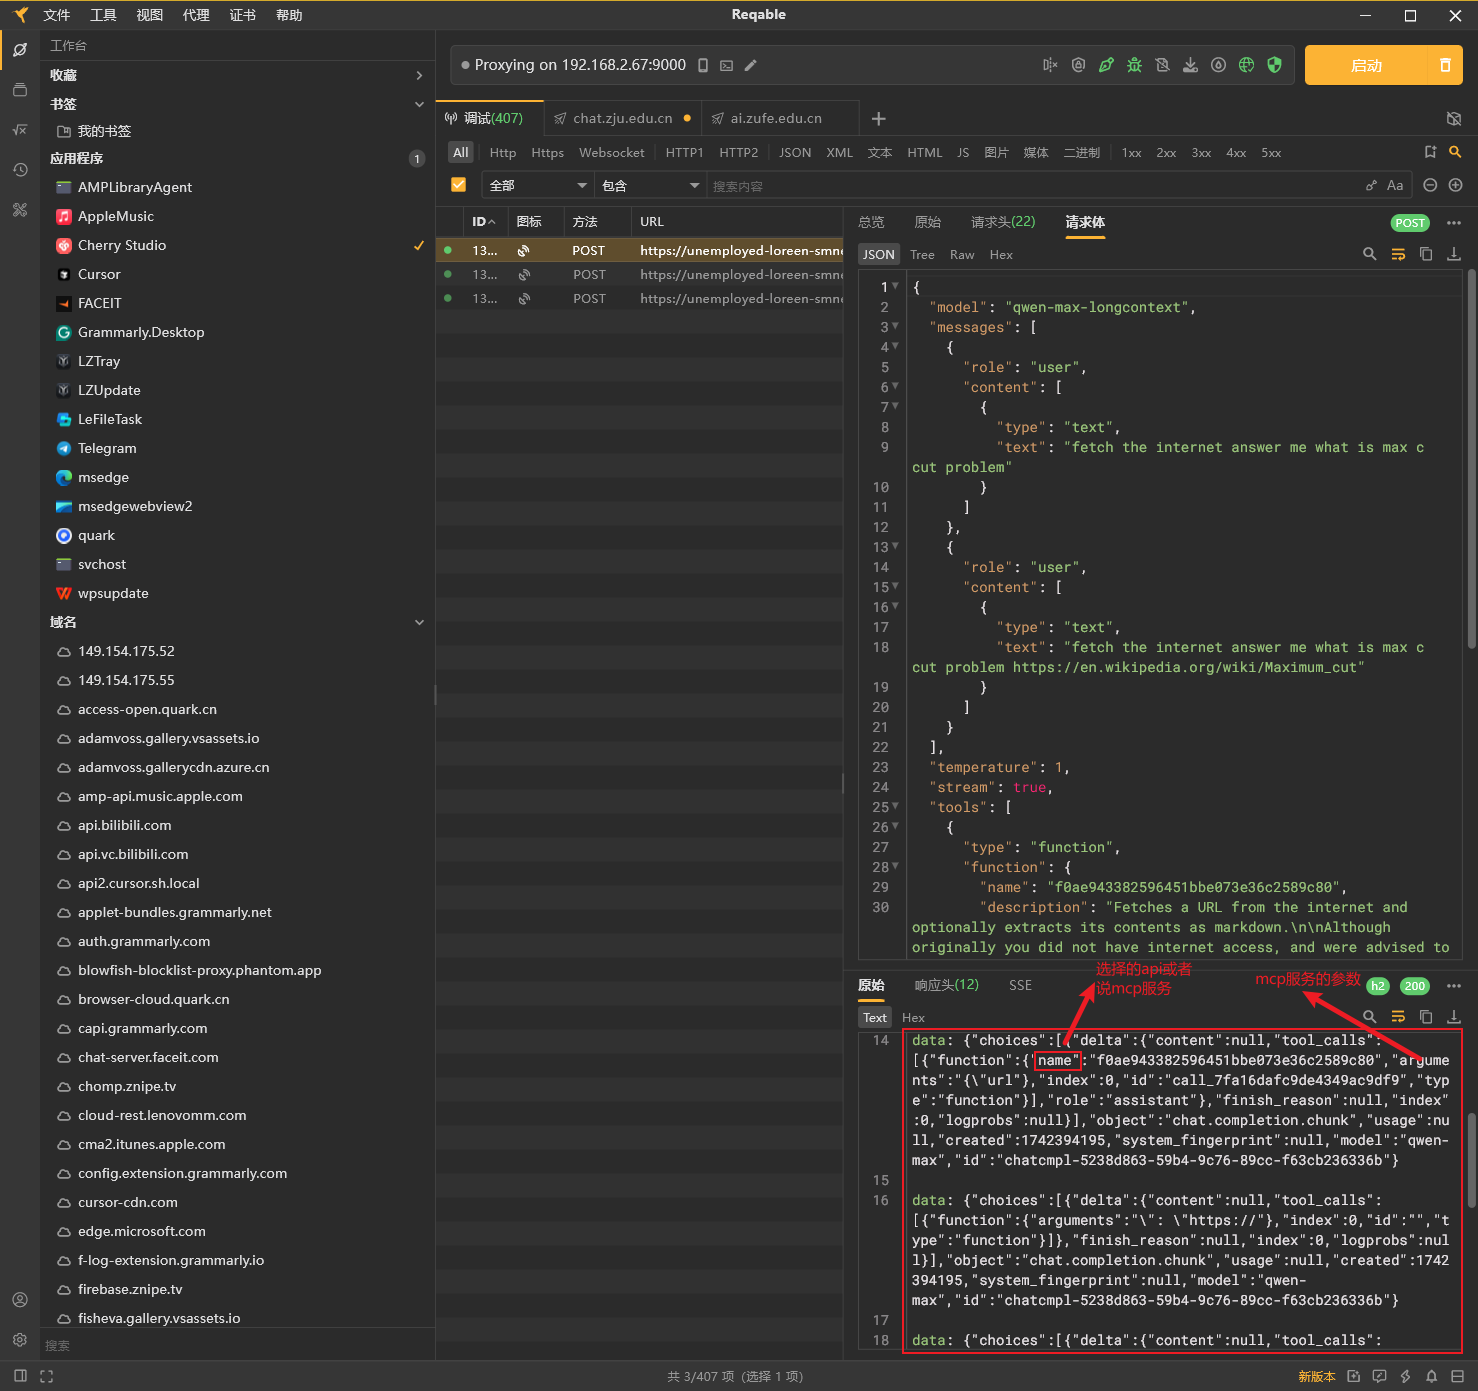 文件 工具 视图 代理 证书 帮助 Reqable
工作台
收藏
书签
我的书签
应用程序 1
AMPLibraryAgent
AppleMusic
Cherry Studio
Cursor
FACEIT
Grammarly.Desktop
LZTray
LZUpdate
LeFileTask
Telegram
msedge
msedgewebview2
quark
svchost
wpsupdate
域名
149.154.175.52
149.154.175.55
access-open.quark.cn
adamvoss.gallery.vsassets.io
adamvoss.gallerycdn.azure.cn
amp-api.music.apple.com
api.bilibili.com
api.vc.bilibili.com
api2.cursor.sh.local
applet-bundles.grammarly.net
auth.grammarly.com
blowfish-blocklist-proxy.phantom.app
browser-cloud.quark.cn
capi.grammarly.com
chat-server.faceit.com
chomp.znipe.tv
cloud-rest.lenovomm.com
cma2.itunes.apple.com
config.extension.grammarly.com
cursor-cdn.com
edge.microsoft.com
f-log-extension.grammarly.io
firebase.znipe.tv
fisheva.gallery.vsassets.io
搜索
Proxying on 192.168.2.67:9000 启动
调试(407) chat.zju.edu.cn ai.zufe.edu.cn
All Http Https Websocket HTTP1 HTTP2 JSON XML 文本 HTML JS 图片 媒体 二进制 1xx 2xx 3xx 4xx 5xx
全部 包含 搜索内容 Aa
ID 图标 方法 URL
13... POST https://unemployed-loreen-smn
13... POST https://unemployed-loreen-smn
13... POST https://unemployed-loreen-smn
总览 原始 请求头(22) 请求体 POST
JSON Tree Raw Hex
1 {
2 "model": "qwen-max-longcontext",
3 "messages": [
4 {
5 "role": "user",
6 "content": [
7 {
8 "type": "text",
9 "text": "fetch the internet answer me what is max c
cut problem"
10 }
11 ]
12 },
13 {
14 "role": "user",
15 "content": [
16 {
17 "type": "text",
18 "text": "fetch the internet answer me what is max c
cut problem https://en.wikipedia.org/wiki/Maximum_cut"
19 }
20 ]
21 }
22 ],
23 "temperature": 1,
24 "stream": true,
25 "tools": [
26 {
27 "type": "function",
28 "function": {
29 "name": "f0ae943382596451bbe073e36c2589c80",
30 "description": "Fetches a URL from the internet and
optionally extracts its contents as markdown.\n\nAlthough
originally you did not have internet access, and were advised to
选择的api或者
说mcp服务
mcp服务的参数
原始 响应头(12) SSE h2 200
Text Hex
14 data: {"choices":[{"delta":{"content":null,"tool_calls":
[{"function":{"name":"f0ae943382596451bbe073e36c2589c80","argume
nts":"{\"url"},"index":0,"id":"call_7fa16dafc9de4349ac9df9","typ
e":"function"}],"role":"assistant"},"finish_reason":null,"index"
:0,"logprobs":null}],"object":"chat.completion.chunk","usage":nu
ll,"created":1742394195,"system_fingerprint":null,"model":"qwen-
max","id":"chatcmpl-5238d863-59b4-9c76-89cc-f63cb236336b"}
15
16 data: {"choices":[{"delta":{"content":null,"tool_calls":
[{"function":{"arguments":"\": \"https://"},"index":0,"id":"","t
ype":"function"}]},"finish_reason":null,"index":0,"logprobs":nul
l}],"object":"chat.completion.chunk","usage":null,"created":1742
394195,"system_fingerprint":null,"model":"qwen-
max","id":"chatcmpl-5238d863-59b4-9c76-89cc-f63cb236336b"}
17
18 data: {"choices":[{"delta":{"content":null,"tool_calls":
共 3/407 项 (选择 1 项)
新版本